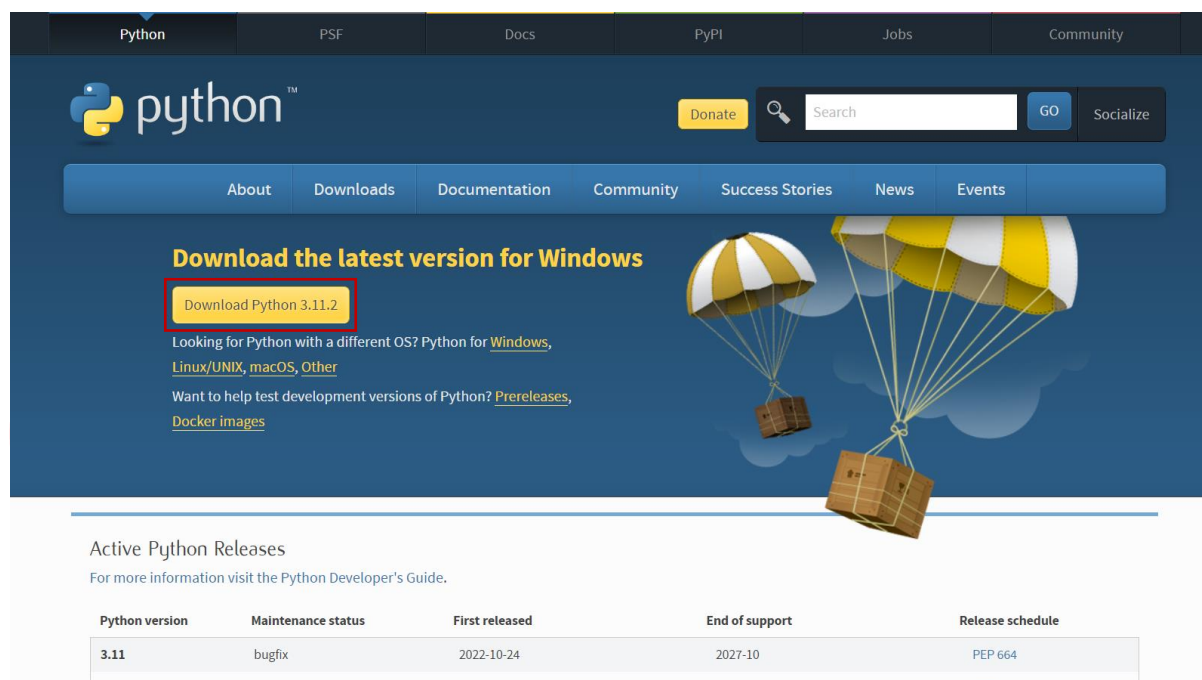 Python PSF Docs PyPI Jobs Community
python™
Donate Search GO Socialize
About Downloads Documentation Community Success Stories News Events
Download the latest version for Windows
Download Python 3.11.2
Looking for Python with a different OS? Python for Windows,
Linux/UNIX, macOS, Other
Want to help test development versions of Python? Prereleases,
Docker images
Active Python Releases
For more information visit the Python Developer's Guide.
Python version Maintenance status First released End of support Release schedule
3.11 bugfix 2022-10-24 2027-10 PEP 664